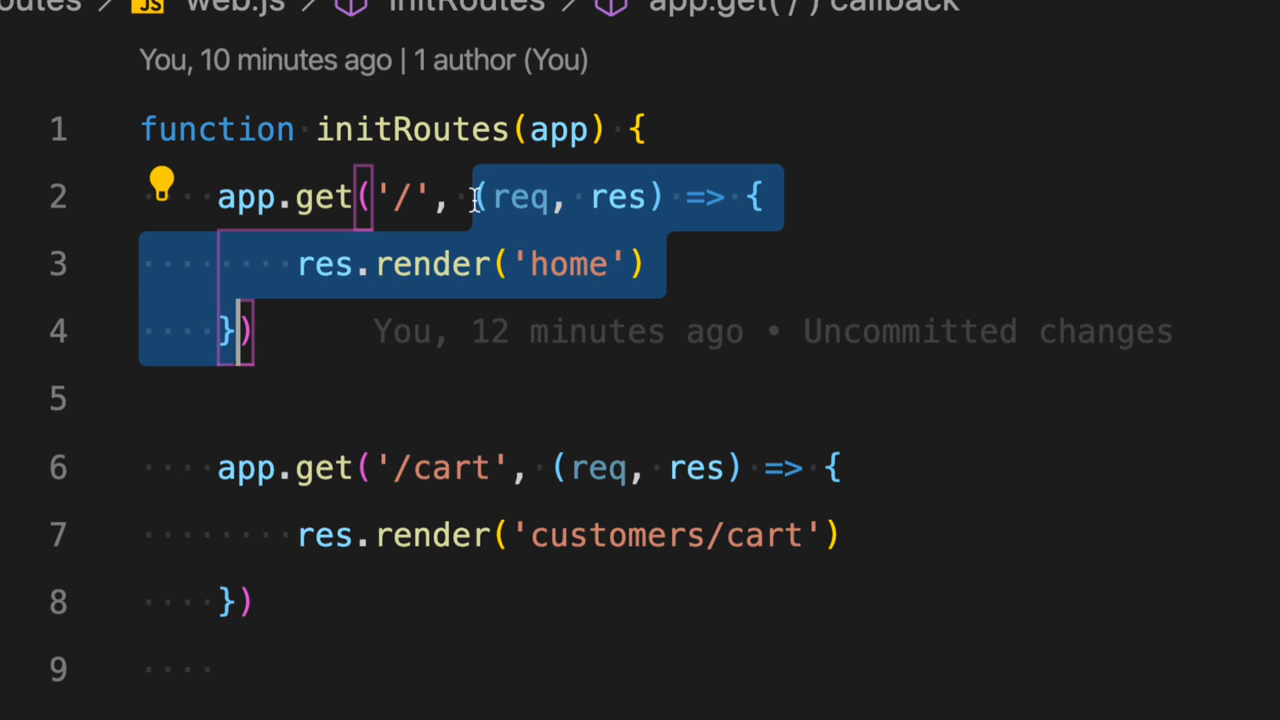 outes > JS web.js > initRoutes > app.get('/') callback
You, 10 minutes ago | 1 author (You)
1 function initRoutes(app) {
2     app.get('/', (req, res) => {
3         res.render('home')
4     }) You, 12 minutes ago • Uncommitted changes
5
6     app.get('/cart', (req, res) => {
7         res.render('customers/cart')
8     })
9